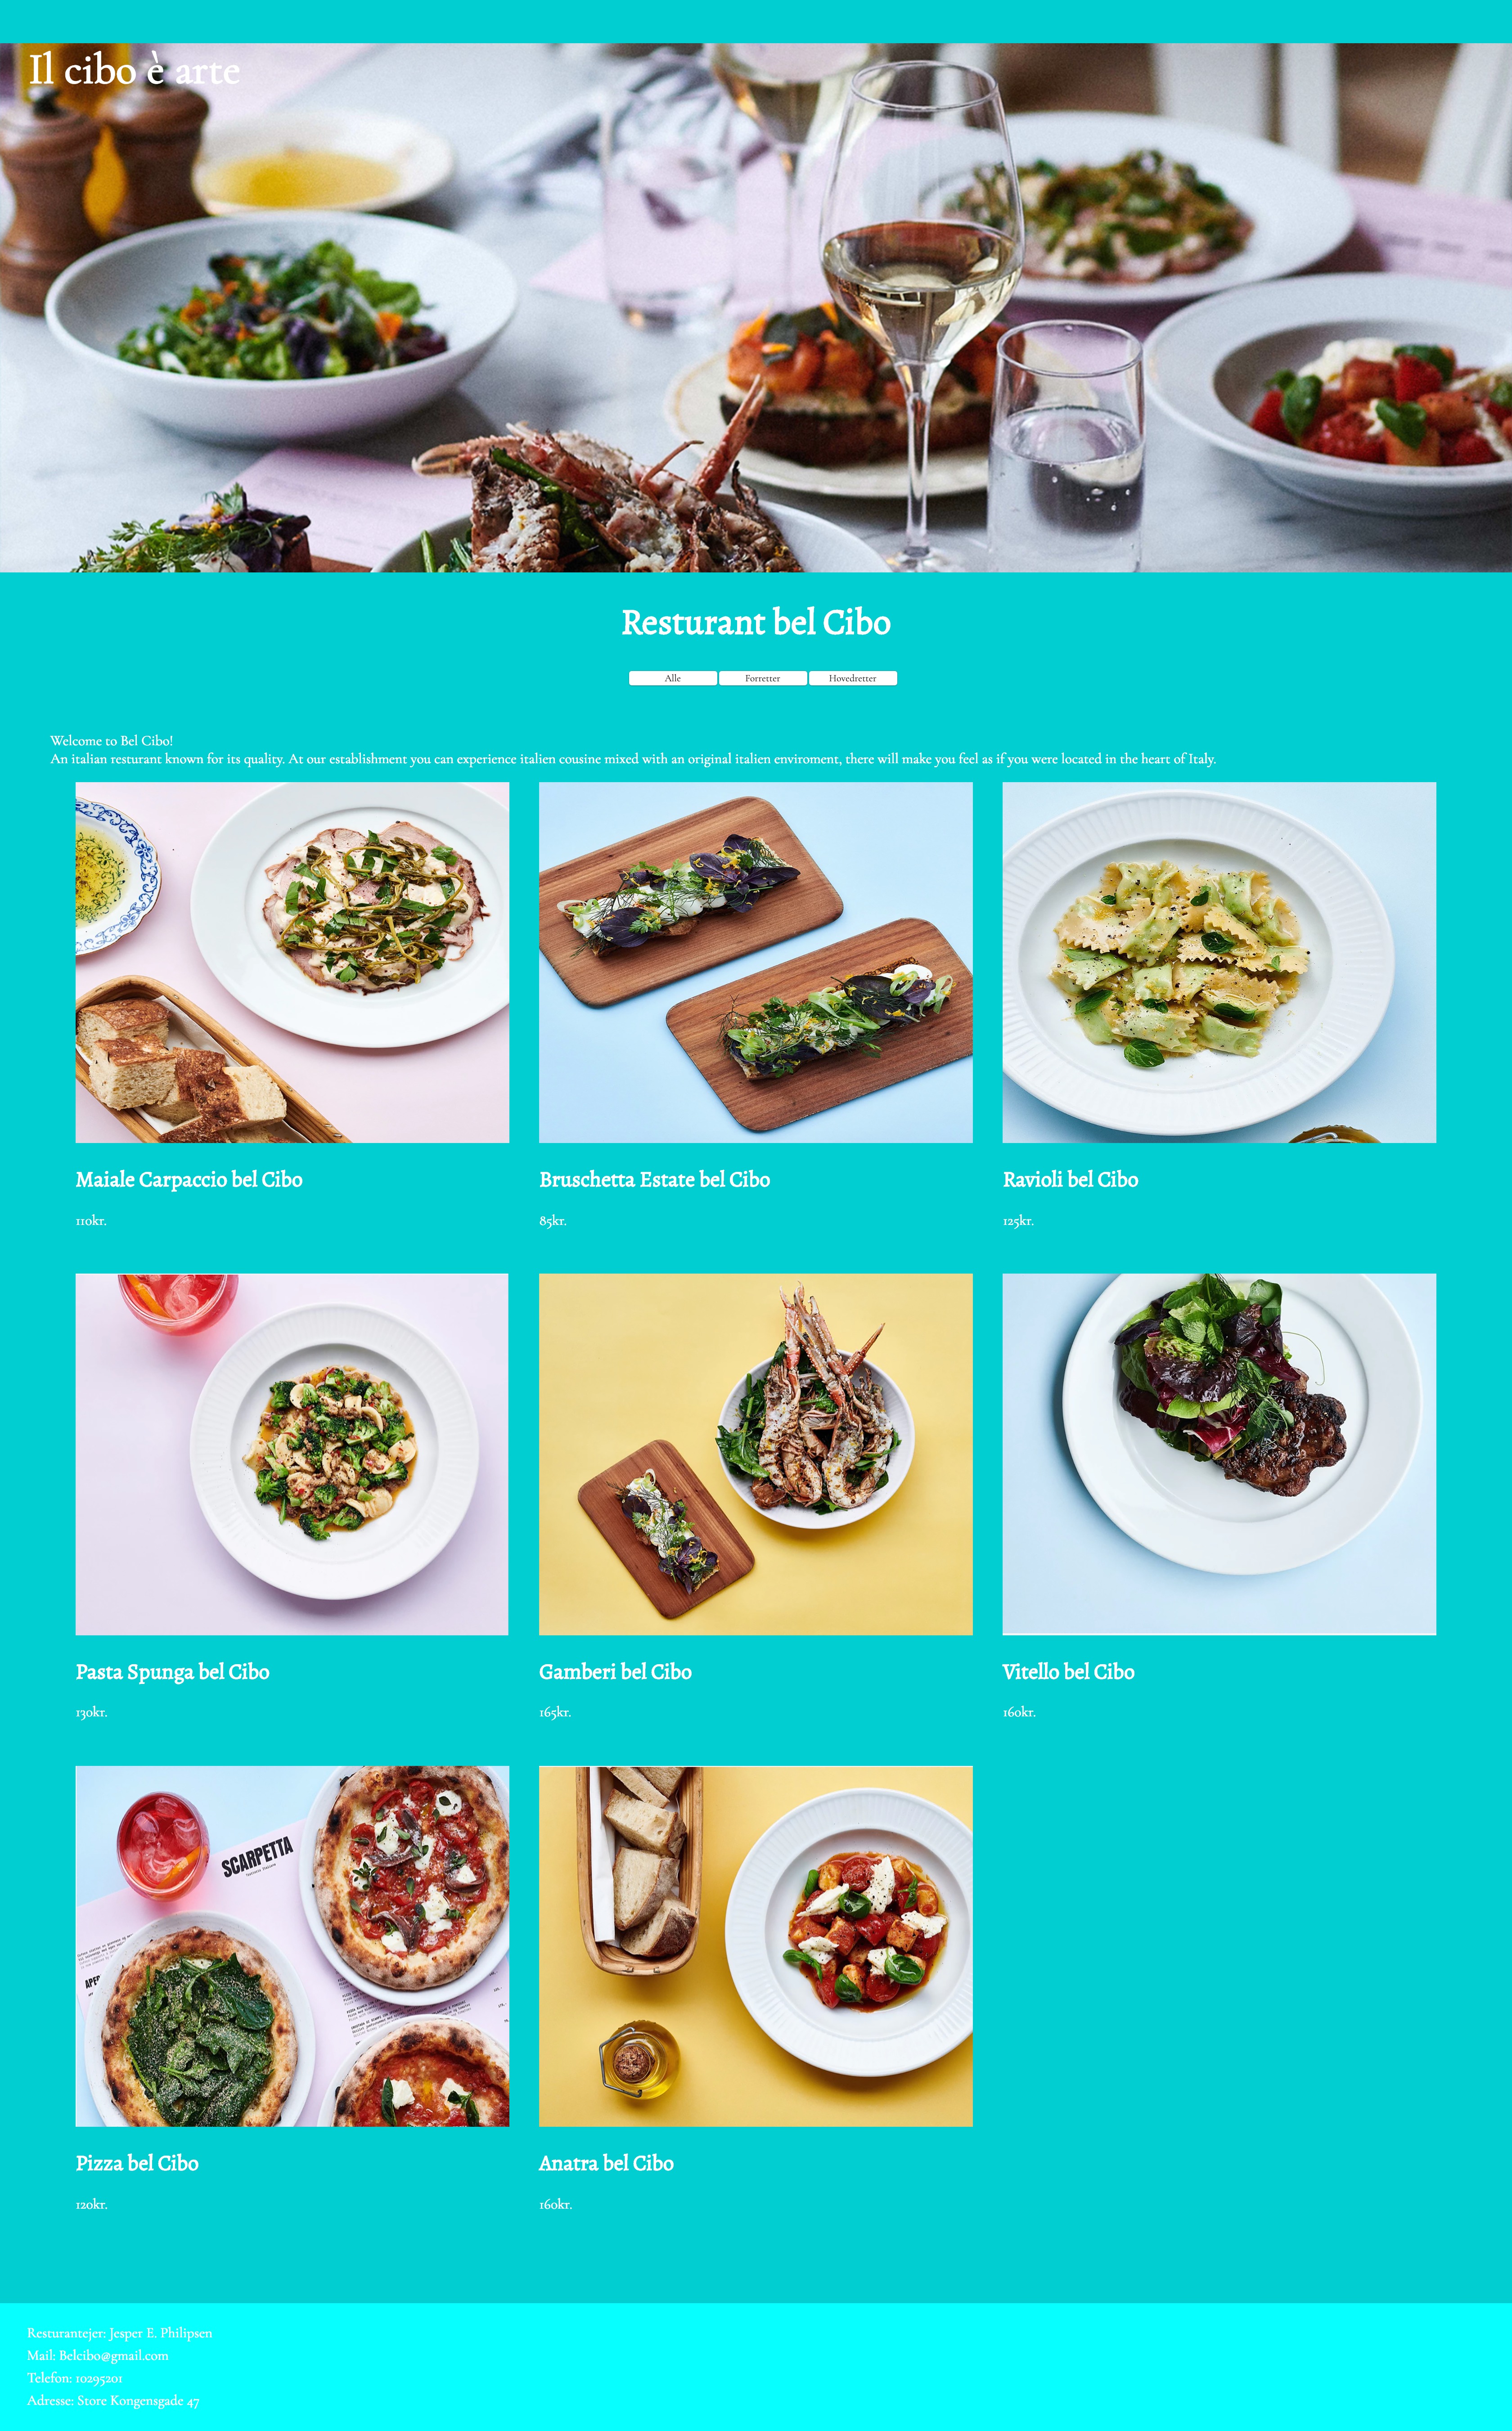 Il cibo è arte
Resturant bel Cibo
Alle
Forretter
Hovedretter
Welcome to Bel Cibo!
An italian resturant known for its quality. At our establishment you can experience italien cousine mixed with an original italien enviroment, there will make you feel as if you were located in the heart of Italy.
Maiale Carpaccio bel Cibo
110kr.
Bruschetta Estate bel Cibo
85kr.
Ravioli bel Cibo
125kr.
Pasta Spunga bel Cibo
130kr.
Gamberi bel Cibo
165kr.
Vitello bel Cibo
160kr.
SCARPETTA
Pizza bel Cibo
120kr.
Anatra bel Cibo
160kr.
Resturantejer: Jesper E. Philipsen
Mail: Belcibo@gmail.com
Telefon: 10295201
Adresse: Store Kongensgade 47